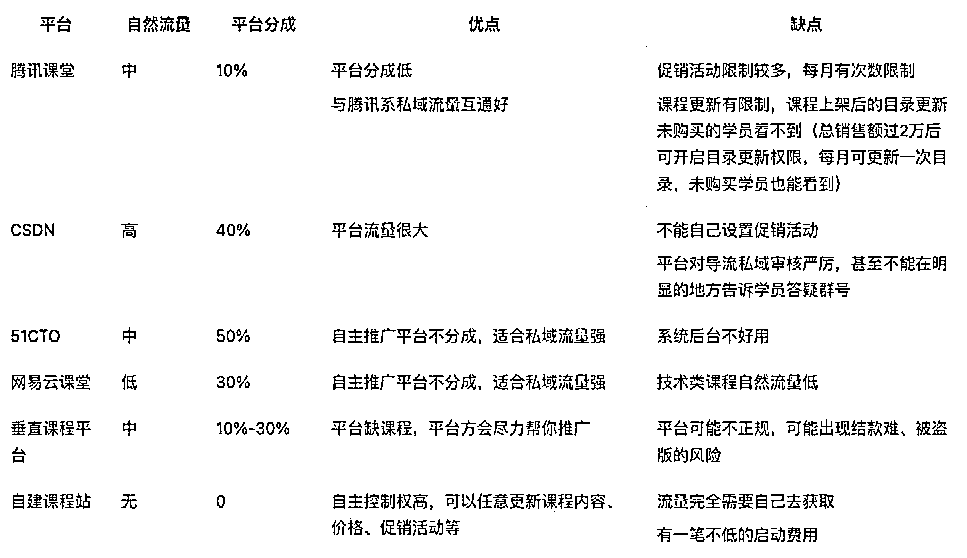 平台 自然流量 平台分成 优点 缺点
腾讯课堂 中 10% 平台分成低 促销活动限制较多，每月有次数限制
与腾讯系私域流量互通好 课程更新有限制，课程上架后的目录更新
未购买的学员看不到（总销售额过2万后
可开启目录更新权限，每月可更新一次目
录，未购买学员也能看到）
CSDN 高 40% 平台流量很大 不能自己设置促销活动
平台对导流私域审核严厉，甚至不能在明
显的地方告诉学员答疑群号
51CTO 中 50% 自主推广平台不分成，适合私域流量强 系统后台不好用
网易云课堂 低 30% 自主推广平台不分成，适合私域流量强 技术类课程自然流量低
垂直课程平 中 10%-30% 平台缺课程，平台方会尽力帮你推广 平台可能不正规，可能出现结款难、被盗
台 版的风险
自建课程站 无 0 自主控制权高，可以任意更新课程内容、 流量完全需要自己去获取
价格、促销活动等 有一笔不低的启动费用